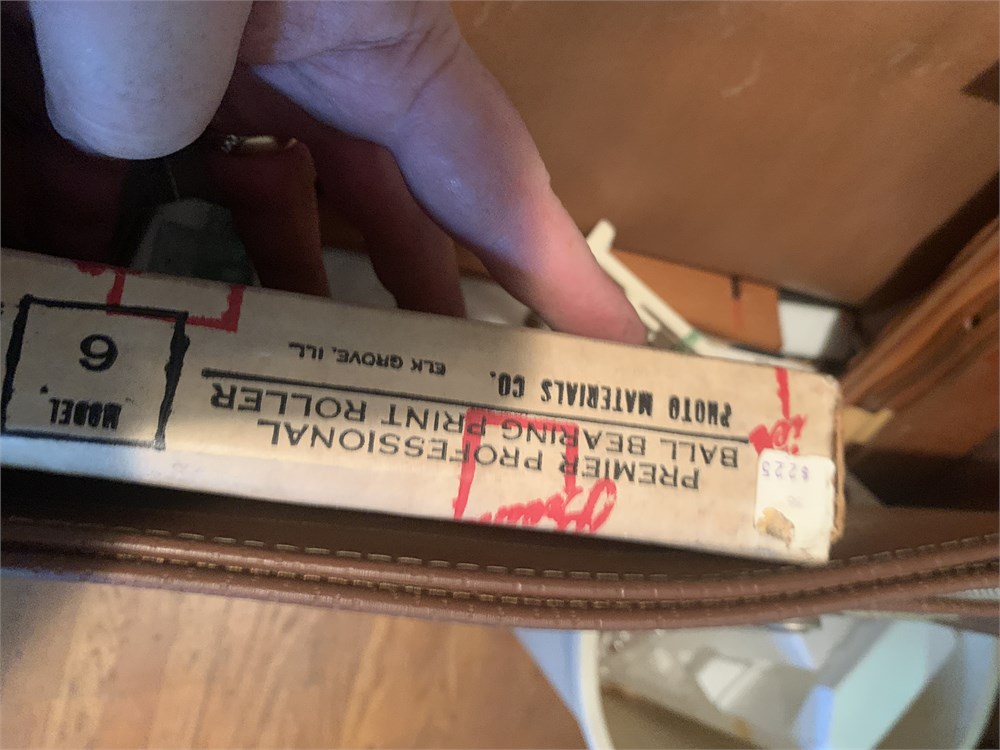 PREMIER PROFESSIONAL
BALL BEARING PRINT ROLLER
PHOTO MATERIALS CO.
ELK GROVE, ILL.
MODEL
6
$225